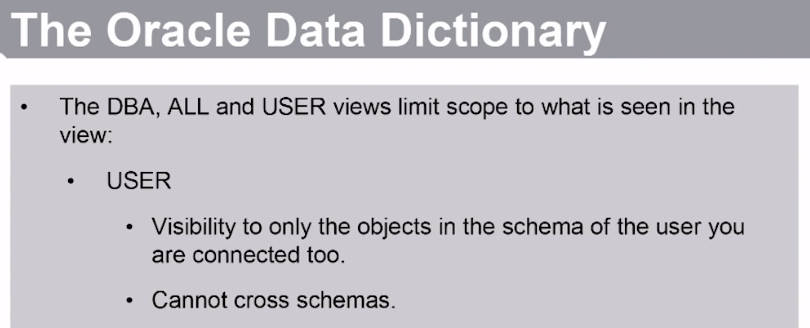 The Oracle Data Dictionary
• The DBA, ALL and USER views limit scope to what is seen in the
view:
• USER
• Visibility to only the objects in the schema of the user you
are connected too.
• Cannot cross schemas.